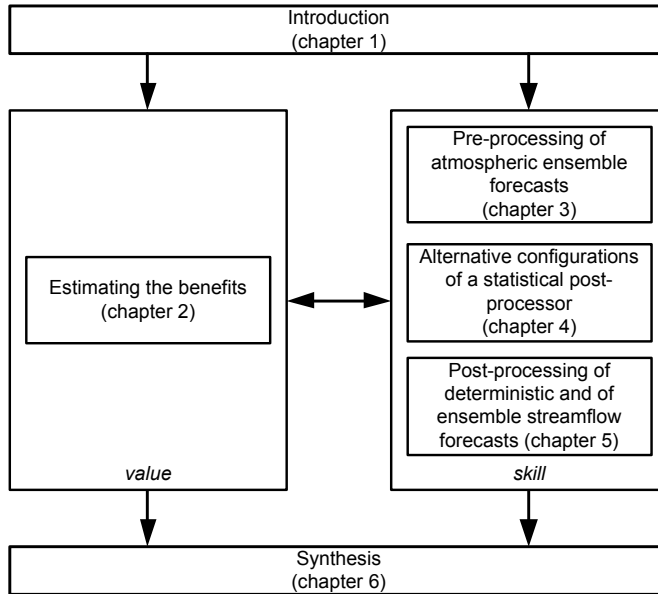 Introduction
(chapter 1)
Estimating the benefits
(chapter 2)
value
Pre-processing of
atmospheric ensemble
forecasts
(chapter 3)
Alternative configurations
of a statistical post-
processor
(chapter 4)
Post-processing of
deterministic and of
ensemble streamflow
forecasts (chapter 5)
skill
Synthesis
(chapter 6)